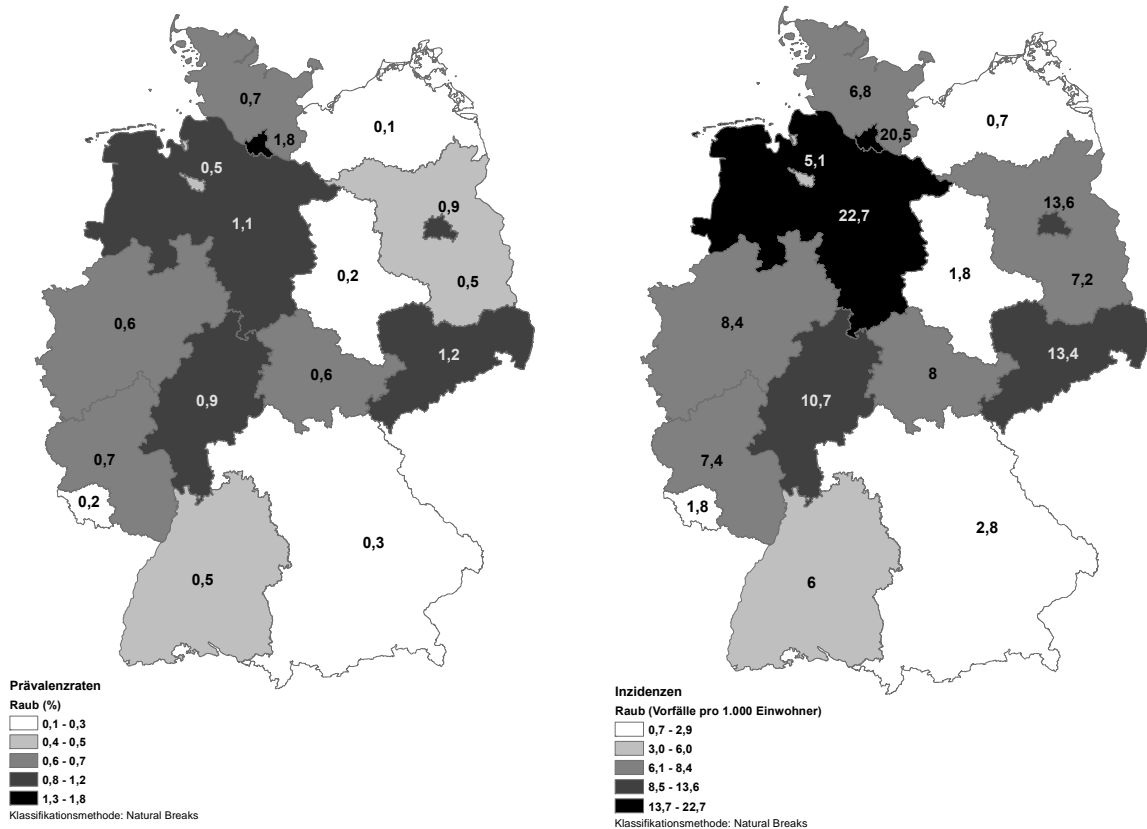 0,7
0,1
1,8
0,5
0,9
1,1
0,2
0,5
0,6
1,2
0,6
0,9
0,7
0,2
0,3
0,5
Prävalenzraten
Raub (%)
0,1 - 0,3
0,4 - 0,5
0,6 - 0,7
0,8 - 1,2
1,3 - 1,8
Klassifikationsmethode: Natural Breaks
6,8
0,7
20,5
5,1
13,6
22,7
1,8
7,2
8,4
13,4
8
10,7
7,4
1,8
2,8
6
Inzidenzen
Raub (Vorfälle pro 1.000 Einwohner)
0,7 - 2,9
3,0 - 6,0
6,1 - 8,4
8,5 - 13,6
13,7 - 22,7
Klassifikationsmethode: Natural Breaks